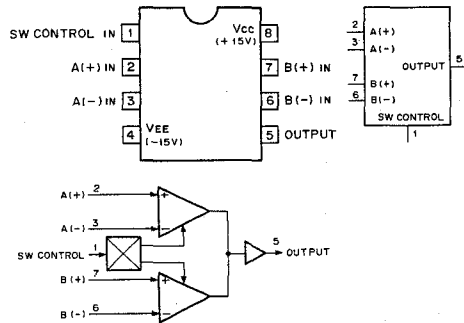 SW CONTROL IN 1
VCC 8
(+15V)
A(+) IN 2
7 B(+) IN
A(-) IN 3
6 B(-) IN
4 VEE
(-15V)
5 OUTPUT
2 A(+)
3 A(-)
OUTPUT 5
7 B(+)
6 B(-)
SW CONTROL
1
A(+) 2 +
A(-) 3 -
SW CONTROL 1
5 OUTPUT
B(+) 7 +
B(-) 6 -